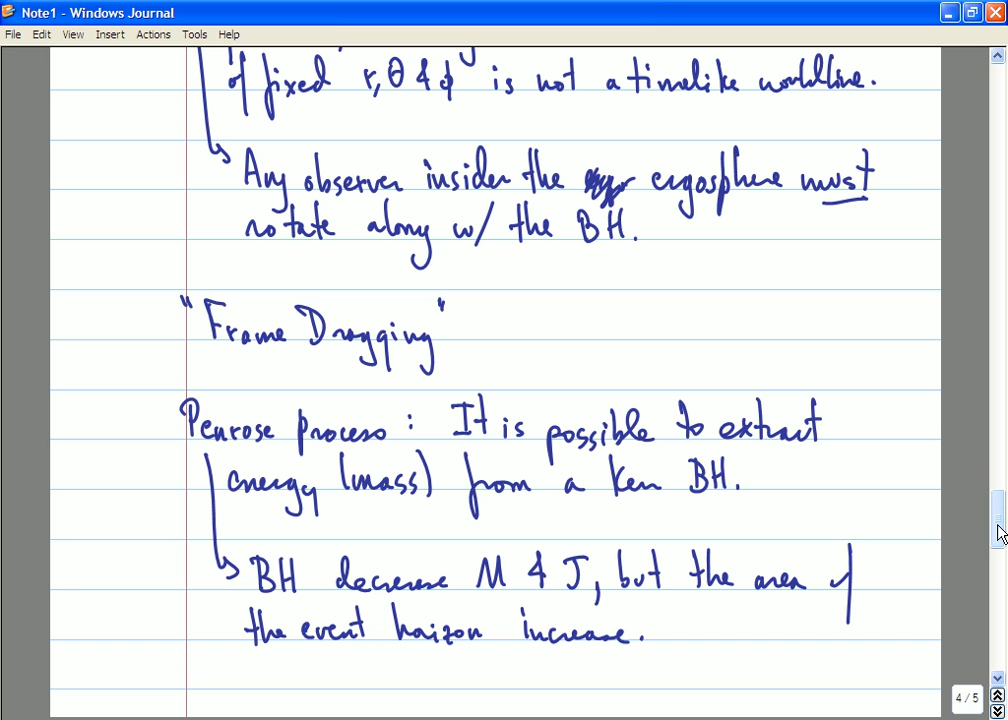 Note1 - Windows Journal
File Edit View Insert Actions Tools Help
of fixed r, θ & φ is not a timelike worldline.
Any observer insider the ergosphere must
rotate along w/ the BH.
"Frame Dragging"
Penrose process : It is possible to extract
energy (mass) from a Kerr BH.
BH decrease M & J, but the area of
the event horizon increase.
4 / 5